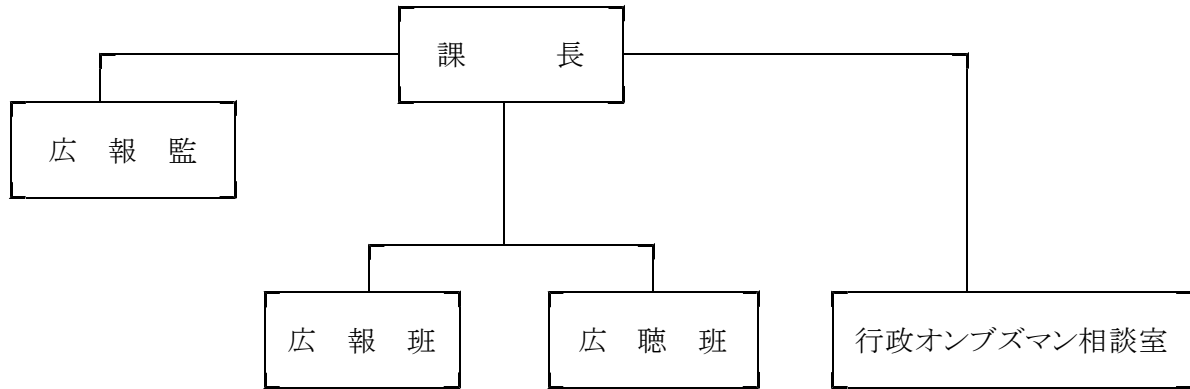 課　　　長
広　報　監
広　報　班
広　聴　班
行政オンブズマン相談室